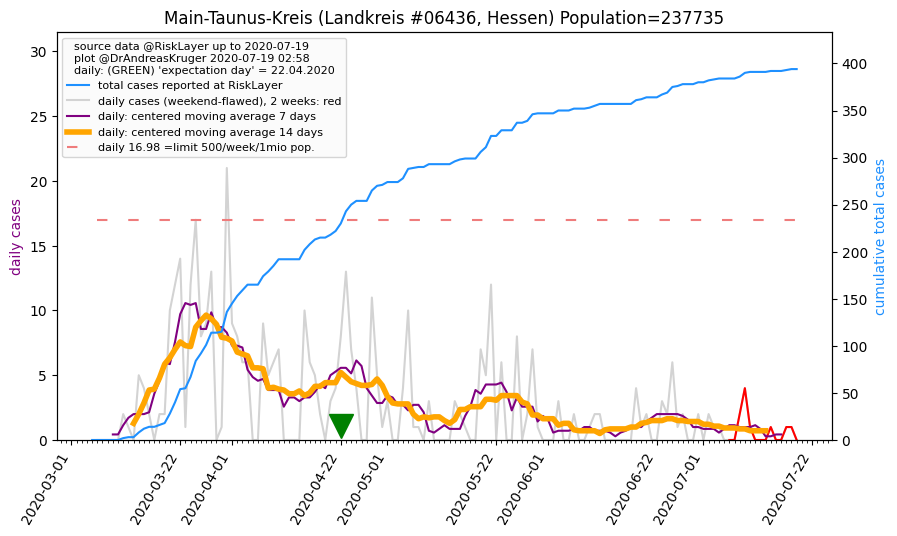 Main-Taunus-Kreis (Landkreis #06436, Hessen) Population=237735
source data @RiskLayer up to 2020-07-19
plot @DrAndreasKruger 2020-07-19 02:58
daily: (GREEN) 'expectation day' = 22.04.2020
total cases reported at RiskLayer
daily cases (weekend-flawed), 2 weeks: red
daily: centered moving average 7 days
daily: centered moving average 14 days
daily 16.98 =limit 500/week/1mio pop.
daily cases
30
25
20
15
10
5
0
cumulative total cases
400
350
300
250
200
150
100
50
0
2020-03-01
2020-03-22
2020-04-01
2020-04-22
2020-05-01
2020-05-22
2020-06-01
2020-06-22
2020-07-01
2020-07-22